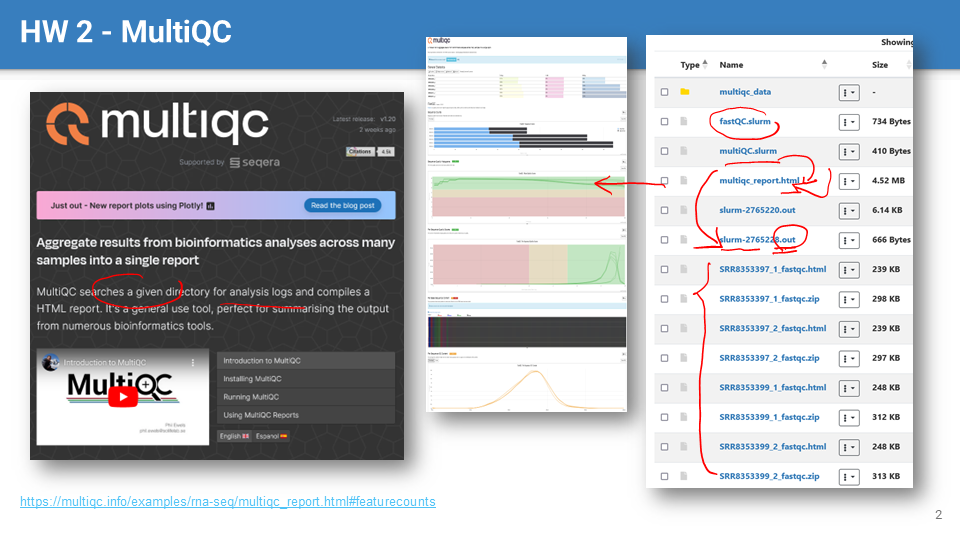 HW 2 - MultiQC
multiqc
Latest release: v1.20
2 weeks ago
Citations 4.5k
Supported by seqera
Just out - New report plots using Plotly!
Read the blog post
Aggregate results from bioinformatics analyses across many
samples into a single report
MultiQC searches a given directory for analysis logs and compiles a
HTML report. It's a general use tool, perfect for summarising the output
from numerous bioinformatics tools.
Introduction to MultiQC
MultiQC
Phil Ewels
Introduction to MultiQC
Installing MultiQC
Running MultiQC
Using MultiQC Reports
English
Espanol
multiqc
Showing
Type Name Size
multiqc_data -
fastQC.slurm 734 Bytes
multiQC.slurm 410 Bytes
multiqc_report.html 4.52 MB
slurm-2765220.out 6.14 KB
slurm-2765228.out 666 Bytes
SRR8353397_1_fastqc.html 239 KB
SRR8353397_1_fastqc.zip 298 KB
SRR8353397_2_fastqc.html 239 KB
SRR8353397_2_fastqc.zip 297 KB
SRR8353399_1_fastqc.html 248 KB
SRR8353399_1_fastqc.zip 312 KB
SRR8353399_2_fastqc.html 248 KB
SRR8353399_2_fastqc.zip 313 KB
https://multiqc.info/examples/rna-seq/multiqc_report.html#featurecounts
2